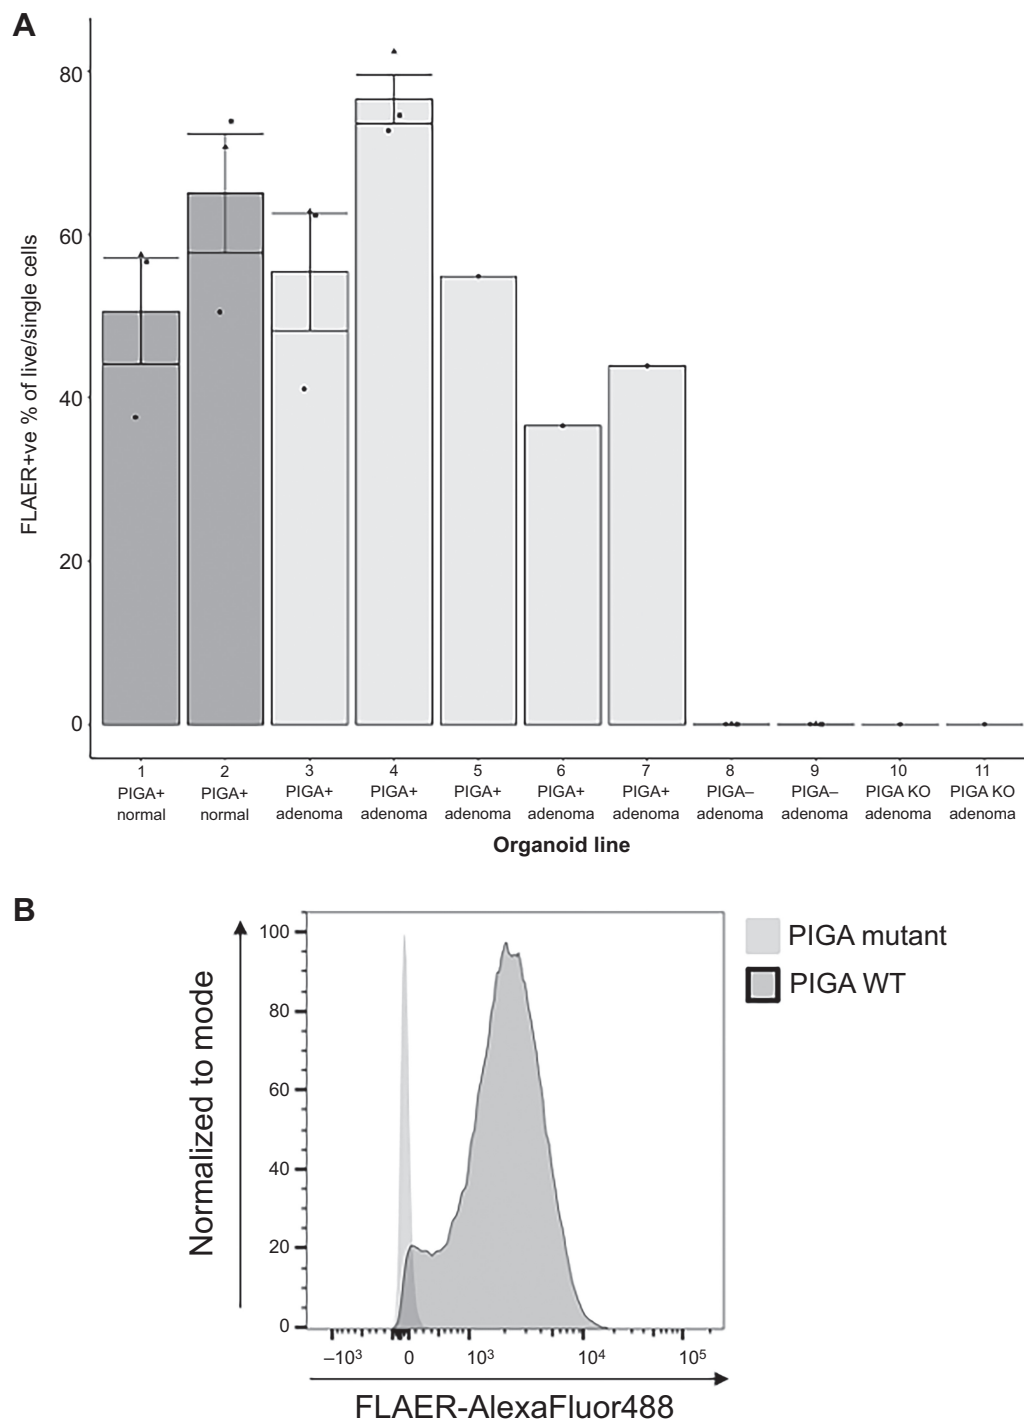 A
FLAER+ve % of live/single cells
80
60
40
20
0
1 2 3 4 5 6 7 8 9 10 11
PIGA+ PIGA+ PIGA+ PIGA+ PIGA+ PIGA+ PIGA+ PIGA– PIGA– PIGA KO PIGA KO
normal normal adenoma adenoma adenoma adenoma adenoma adenoma adenoma adenoma adenoma
Organoid line
B
Normalized to mode
100
80
60
40
20
0
–10³ 0 10³ 10⁴ 10⁵
FLAER-AlexaFluor488
PIGA mutant
PIGA WT